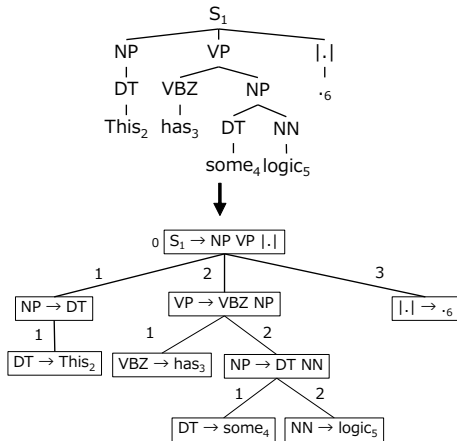 S₁
NP VP |.|
DT VBZ NP .₆
This₂ has₃ DT NN
some₄ logic₅
0 S₁ → NP VP |.|
1 2 3
NP → DT VP → VBZ NP |.| → .₆
1 1 2
DT → This₂ VBZ → has₃ NP → DT NN
1 2
DT → some₄ NN → logic₅